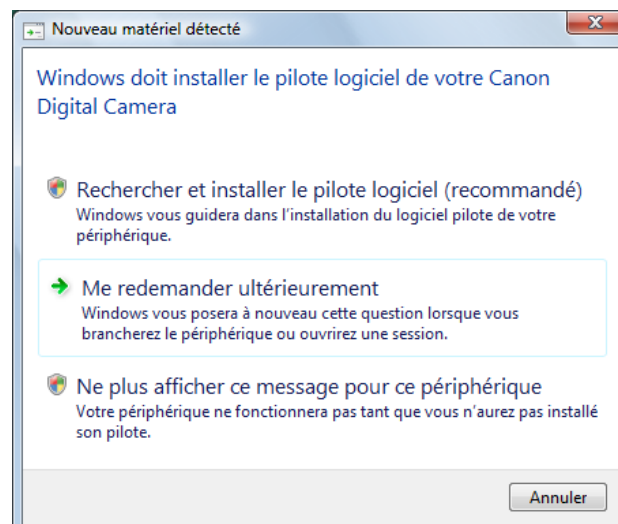 Nouveau matériel détecté
Windows doit installer le pilote logiciel de votre Canon
Digital Camera
Rechercher et installer le pilote logiciel (recommandé)
Windows vous guidera dans l'installation du logiciel pilote de votre
périphérique.
Me redemander ultérieurement
Windows vous posera à nouveau cette question lorsque vous
brancherez le périphérique ou ouvrirez une session.
Ne plus afficher ce message pour ce périphérique
Votre périphérique ne fonctionnera pas tant que vous n'aurez pas installé
son pilote.
Annuler